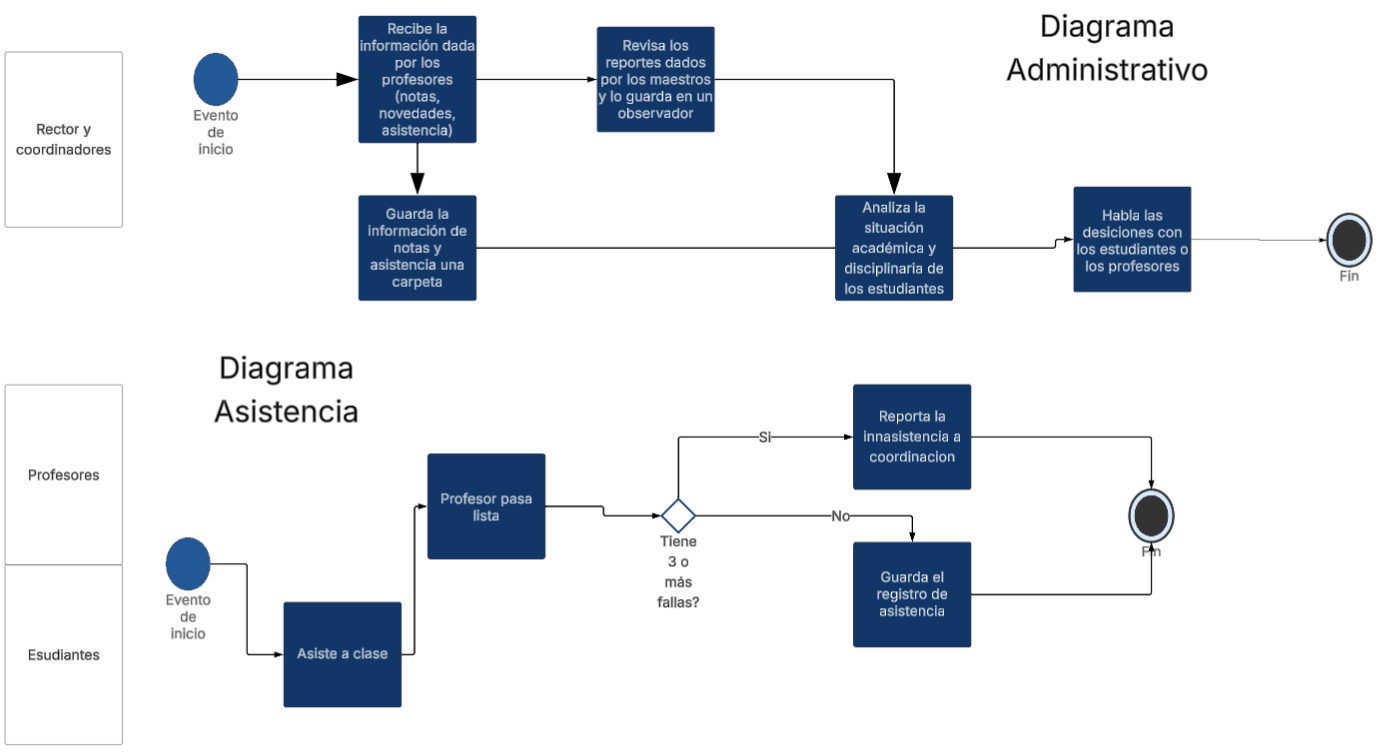 Diagrama
Administrativo
Rector y
coordinadores
Evento
de
inicio
Recibe la
información dada
por los
profesores
(notas,
novedades,
asistencia)
Revisa los
reportes dados
por los maestros
y lo guarda en un
observador
Guarda la
información de
notas y
asistencia una
carpeta
Analiza la
situación
académica y
disciplinaria de
los estudiantes
Habla las
desiciones con
los estudiantes o
los profesores
Fin
Diagrama
Asistencia
Profesores
Esudiantes
Evento
de
inicio
Asiste a clase
Profesor pasa
lista
Tiene
3 o
más
fallas?
Si
No
Reporta la
innasistencia a
coordinacion
Guarda el
registro de
asistencia
Fin